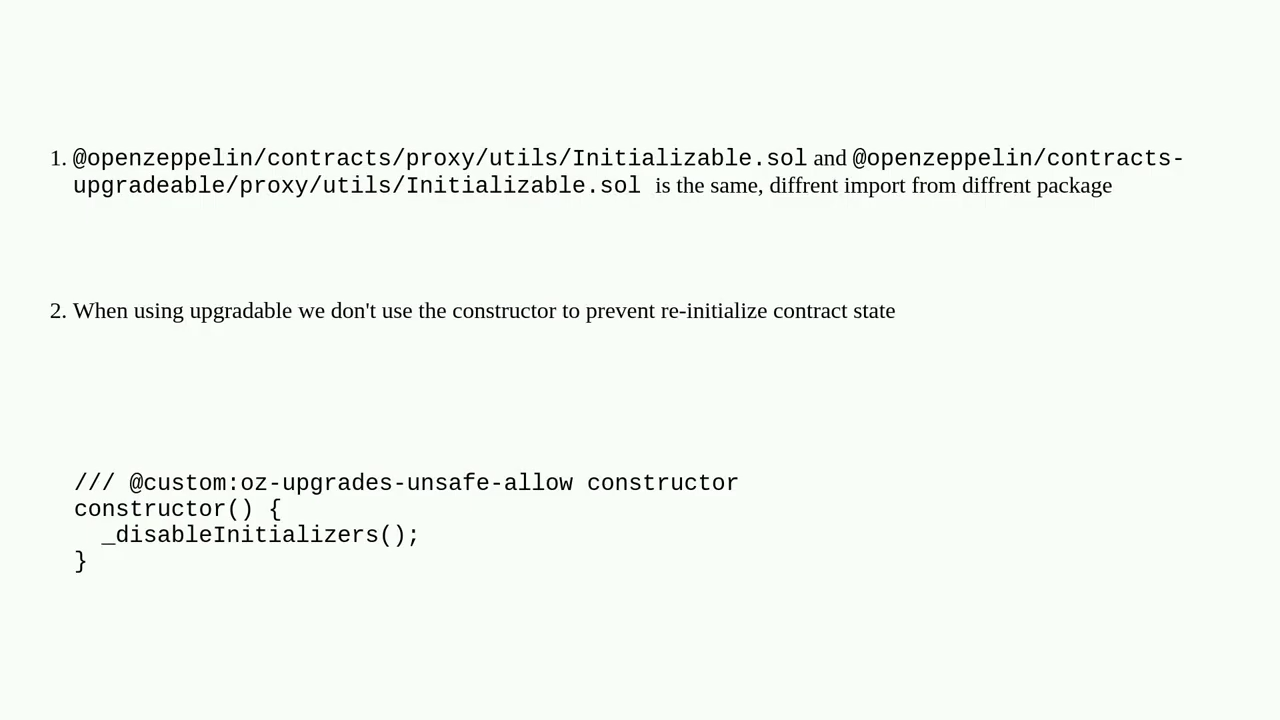 1. @openzeppelin/contracts/proxy/utils/Initializable.sol and @openzeppelin/contracts-
upgradeable/proxy/utils/Initializable.sol is the same, diffrent import from diffrent package
2. When using upgradable we don't use the constructor to prevent re-initialize contract state
/// @custom:oz-upgrades-unsafe-allow constructor
constructor() {
  _disableInitializers();
}